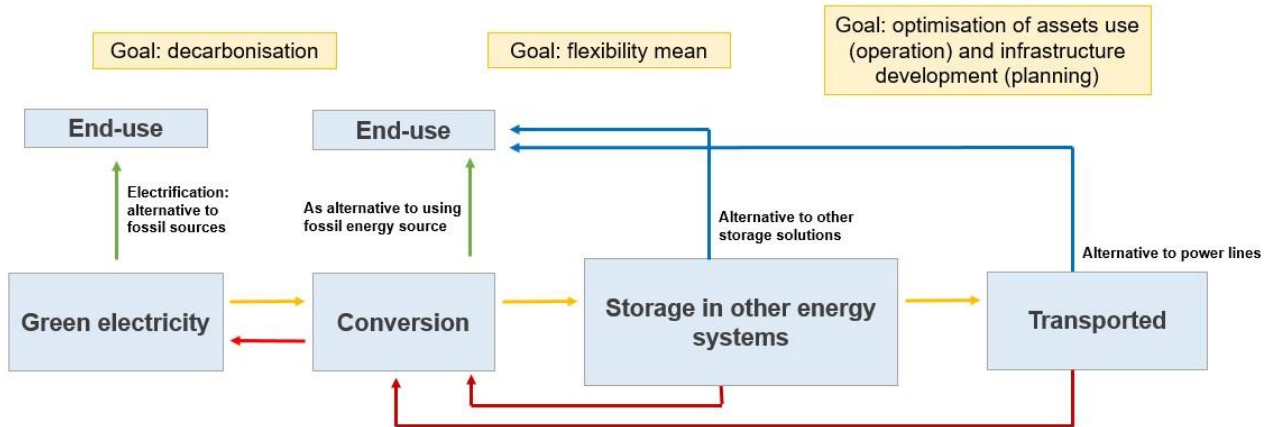 Goal: decarbonisation
Goal: flexibility mean
Goal: optimisation of assets use
(operation) and infrastructure
development (planning)
End-use
End-use
Electrification:
alternative to
fossil sources
As alternative to using
fossil energy source
Alternative to other
storage solutions
Alternative to power lines
Green electricity
Conversion
Storage in other energy
systems
Transported